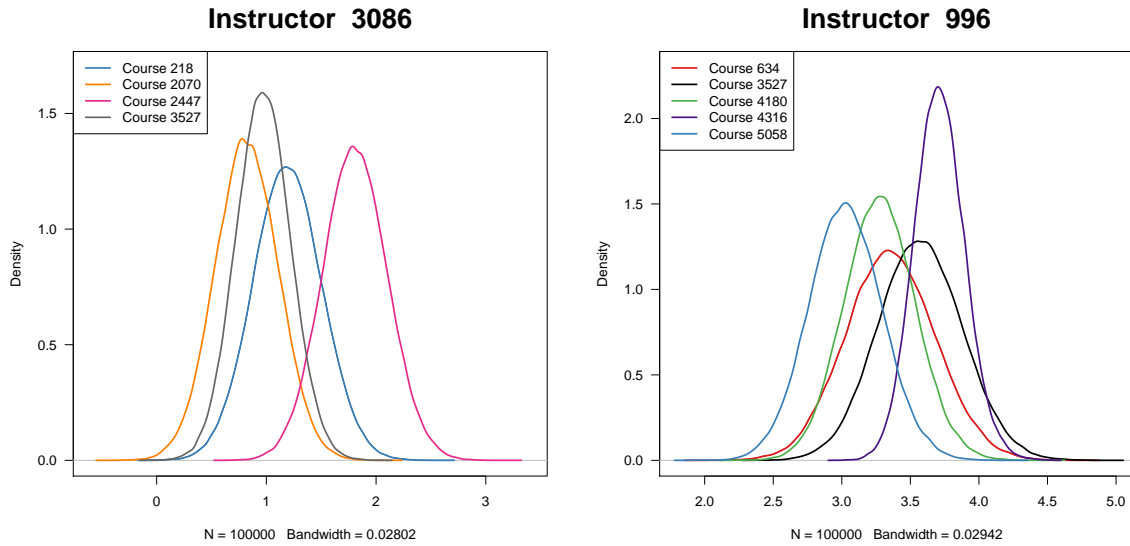 Instructor 3086
Course 218
Course 2070
Course 2447
Course 3527
Density
0.0
0.5
1.0
1.5
0 1 2 3
N = 100000 Bandwidth = 0.02802
Instructor 996
Course 634
Course 3527
Course 4180
Course 4316
Course 5058
Density
0.0
0.5
1.0
1.5
2.0
2.0 2.5 3.0 3.5 4.0 4.5 5.0
N = 100000 Bandwidth = 0.02942